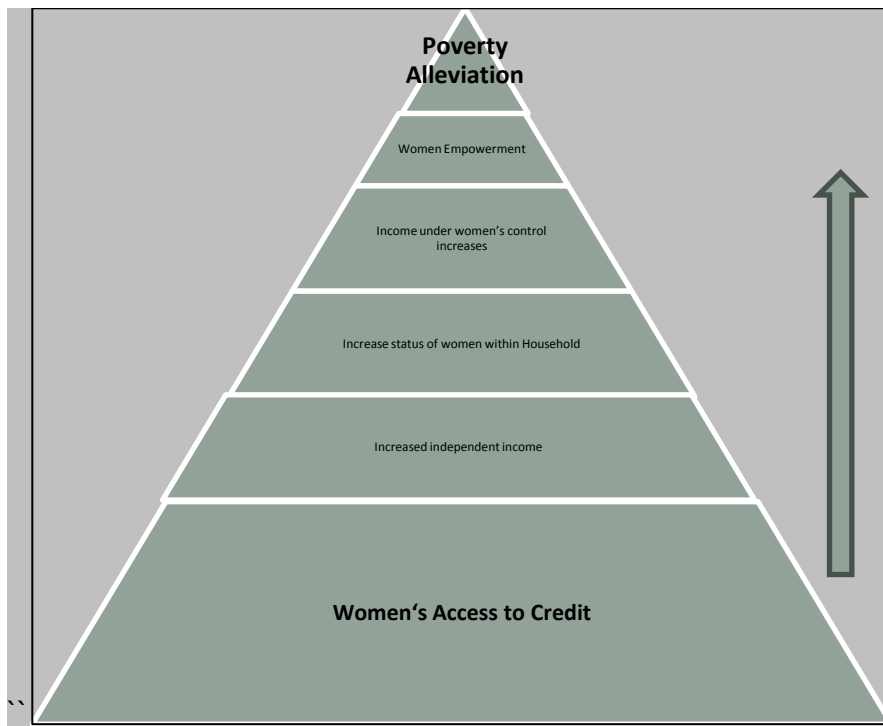 Poverty
Alleviation
Women Empowerment
Income under women’s control
increases
Increase status of women within Household
Increased independent income
Women‘s Access to Credit
``